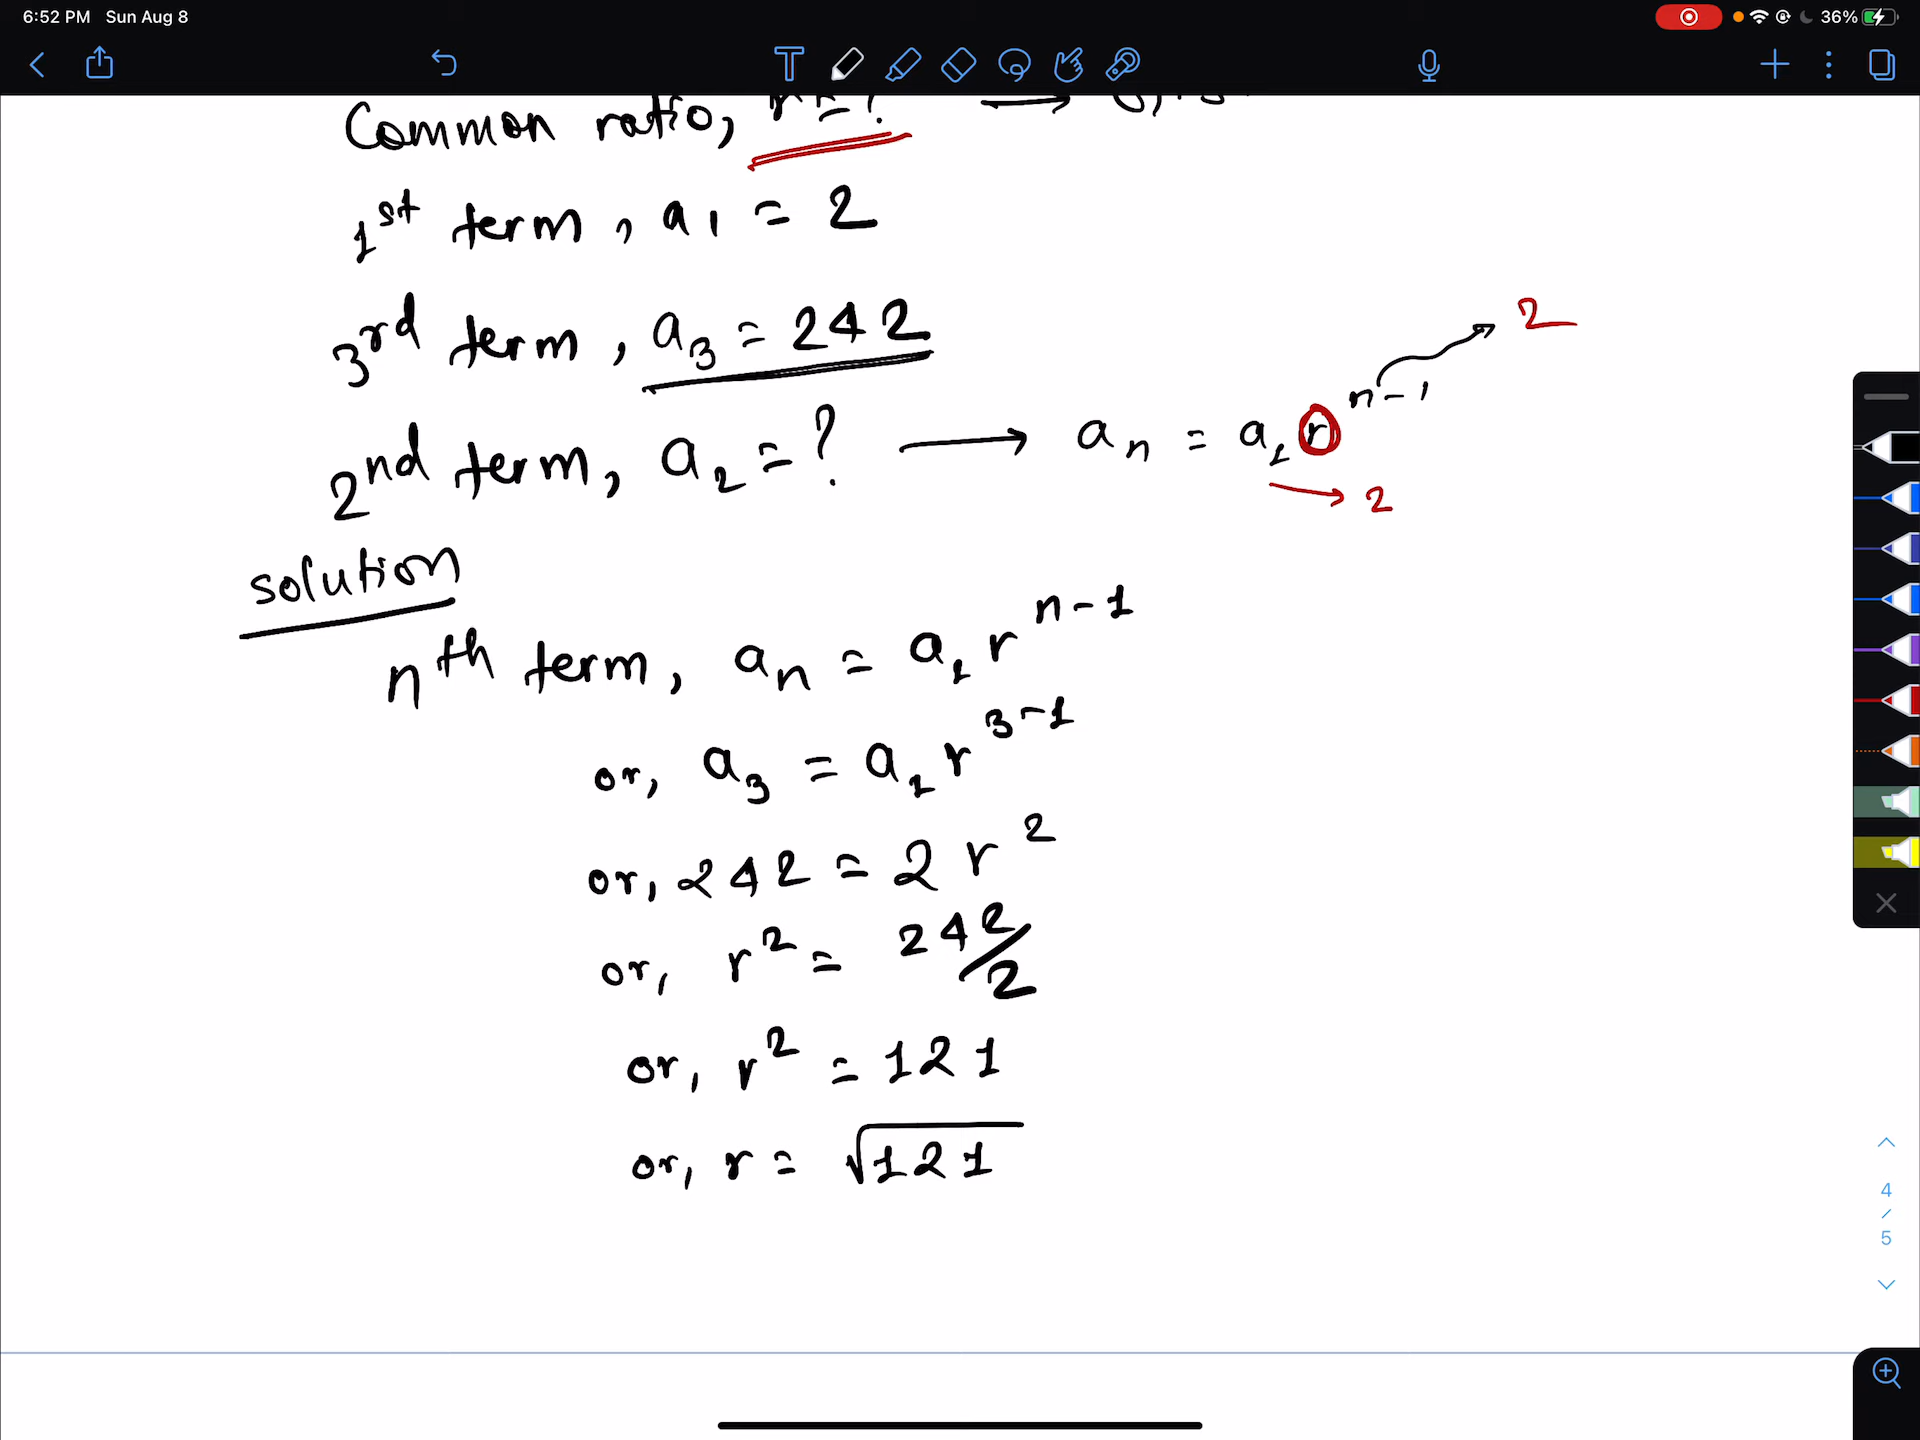 6:52 PM Sun Aug 8 36%
Common ratio, r = ? →
1st term, a1 = 2
3rd term, a3 = 242
2nd term, a2 = ? → an = a1 r^n-1 → 2
→ 2
solution
nth term, an = a1 r^n-1
or, a3 = a1 r^3-1
or, 242 = 2 r^2
or, r^2 = 242/2
or, r^2 = 121
or, r = √121
4
/
5